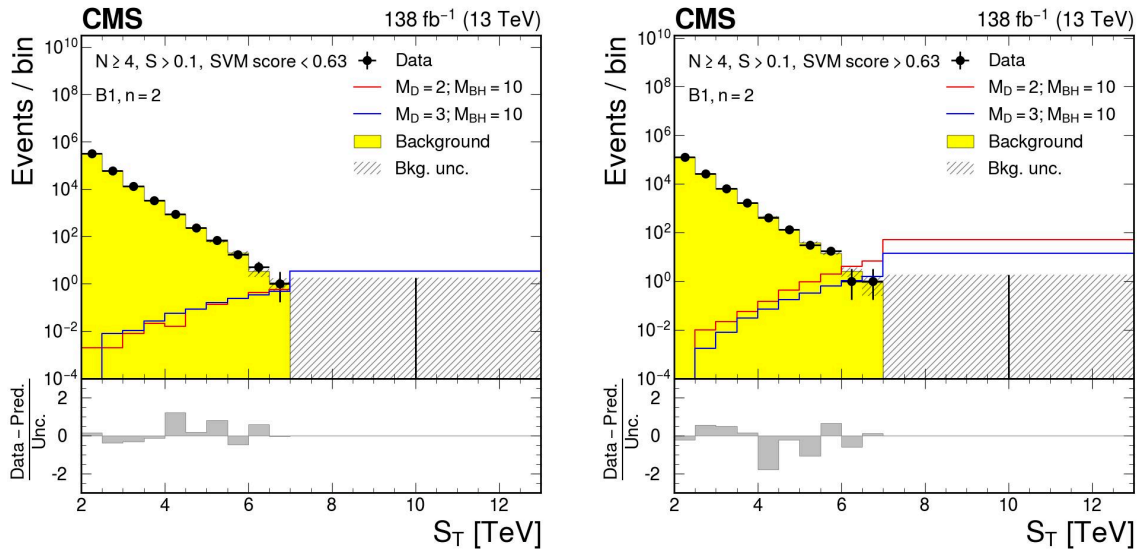 CMS 138 fb⁻¹ (13 TeV)
Events / bin
10¹⁰
10⁸
10⁶
10⁴
10²
10⁰
10⁻²
10⁻⁴
N ≥ 4, S > 0.1, SVM score < 0.63
B1, n = 2
Data
M_D = 2; M_BH = 10
M_D = 3; M_BH = 10
Background
Bkg. unc.
Data − Pred.
Unc.
2
0
-2
2 4 6 8 10 12
S_T [TeV]
CMS 138 fb⁻¹ (13 TeV)
Events / bin
10¹⁰
10⁸
10⁶
10⁴
10²
10⁰
10⁻²
10⁻⁴
N ≥ 4, S > 0.1, SVM score > 0.63
B1, n = 2
Data
M_D = 2; M_BH = 10
M_D = 3; M_BH = 10
Background
Bkg. unc.
Data − Pred.
Unc.
2
0
-2
2 4 6 8 10 12
S_T [TeV]